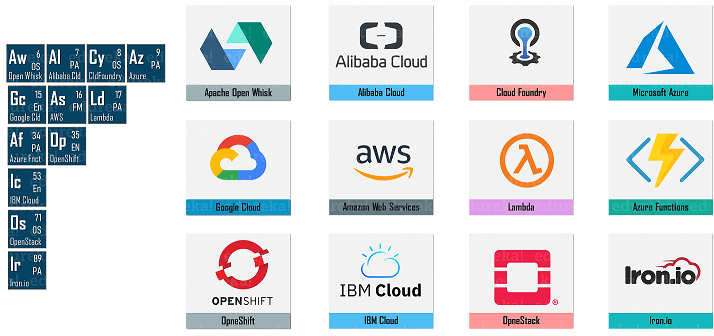 Aw 6 OS Open Whisk
Al 7 PA Alibaba Cld
Cy 8 OS CldFoundry
Az 9 PA Azure
Gc 15 En Google Cld
As 16 FM AWS
Ld 17 PA Lambda
Af 34 PA Azure Fnct
Op 35 EN OpenShift
Ic 53 En IBM Cloud
Os 71 OS OpenStack
Ir 89 PA Iron.io
Apache Open Whisk
Alibaba Cloud
Alibaba Cloud
Cloud Foundry
Microsoft Azure
Google Cloud
aws
Amazon Web Services
Lambda
Azure Functions
OPENSHIFT
OpneShift
IBM Cloud
IBM Cloud
OpneStack
Iron.io
Iron.io